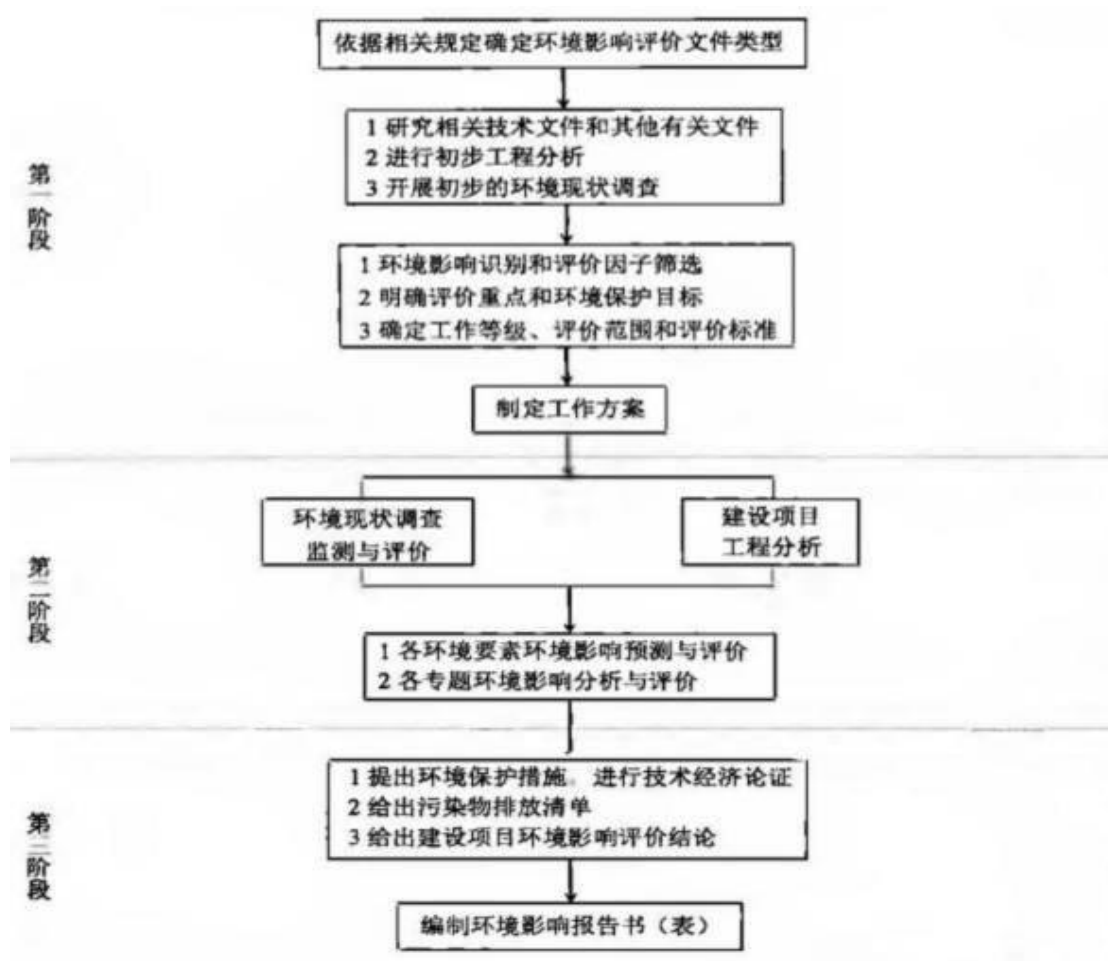 依据相关规定确定环境影响评价文件类型
1 研究相关技术文件和其他有关文件
2 进行初步工程分析
3 开展初步的环境现状调查
第一阶段
1 环境影响识别和评价因子筛选
2 明确评价重点和环境保护目标
3 确定工作等级、评价范围和评价标准
制定工作方案
环境现状调查
监测与评价
建设项目
工程分析
第二阶段
1 各环境要素环境影响预测与评价
2 各专题环境影响分析与评价
1 提出环境保护措施。进行技术经济论证
2 给出污染物排放清单
3 给出建设项目环境影响评价结论
第三阶段
编制环境影响报告书（表）